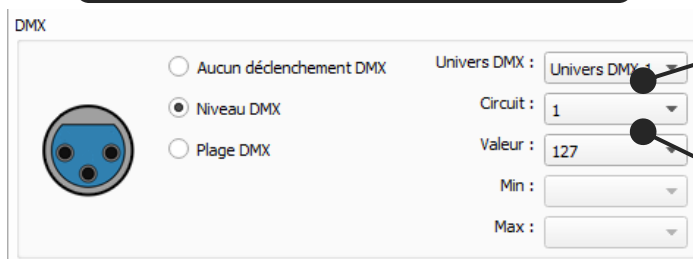 DMX
Aucun déclenchement DMX
Univers DMX :
Univers DMX 1
Niveau DMX
Circuit :
1
Plage DMX
Valeur :
127
Min :
Max :